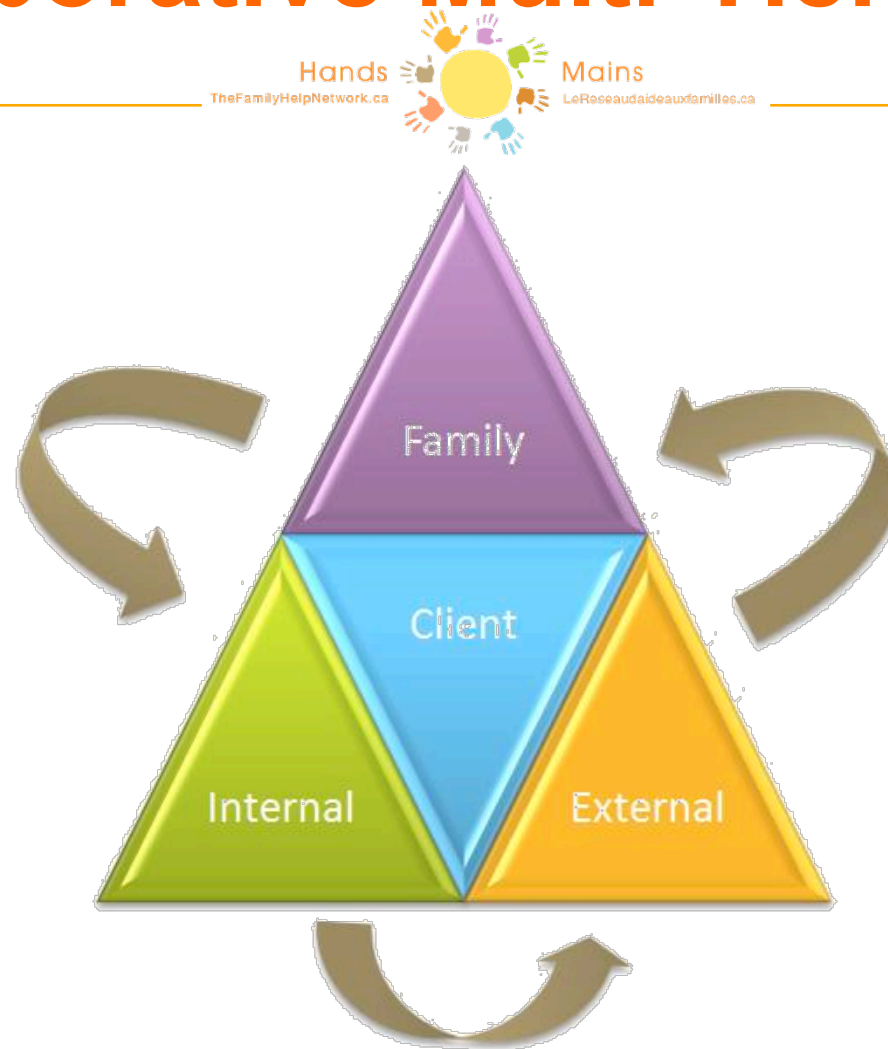 Hands Mains
TheFamilyHelpNetwork.ca LeReseaudaideauxfamilles.ca
Family
Client
Internal External